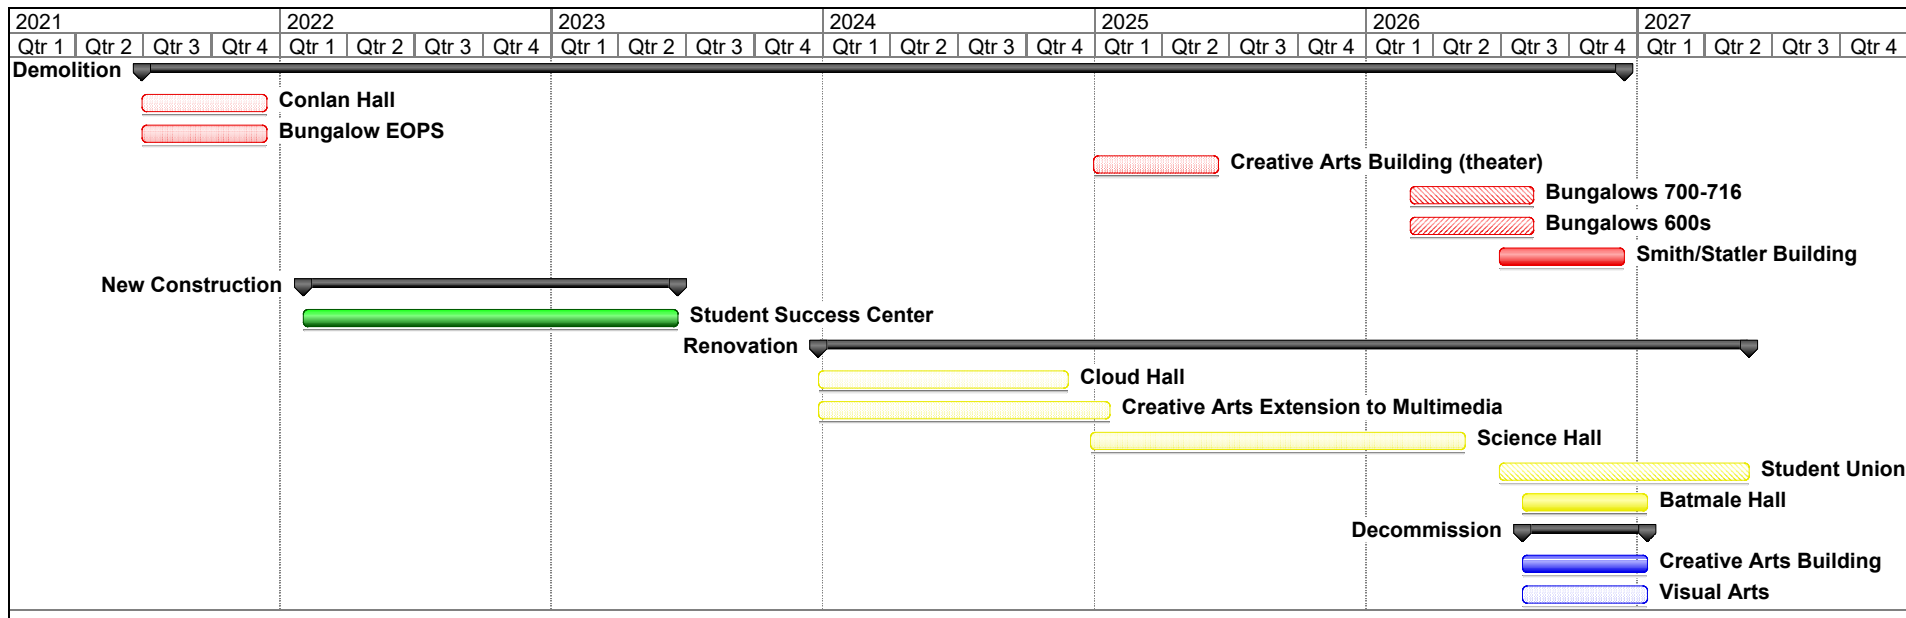 2021 2022 2023 2024 2025 2026 2027
Qtr 1 Qtr 2 Qtr 3 Qtr 4 Qtr 1 Qtr 2 Qtr 3 Qtr 4 Qtr 1 Qtr 2 Qtr 3 Qtr 4 Qtr 1 Qtr 2 Qtr 3 Qtr 4 Qtr 1 Qtr 2 Qtr 3 Qtr 4 Qtr 1 Qtr 2 Qtr 3 Qtr 4 Qtr 1 Qtr 2 Qtr 3 Qtr 4
Demolition
Conlan Hall
Bungalow EOPS
Creative Arts Building (theater)
Bungalows 700-716
Bungalows 600s
Smith/Statler Building
New Construction
Student Success Center
Renovation
Cloud Hall
Creative Arts Extension to Multimedia
Science Hall
Student Union
Batmale Hall
Decommission
Creative Arts Building
Visual Arts